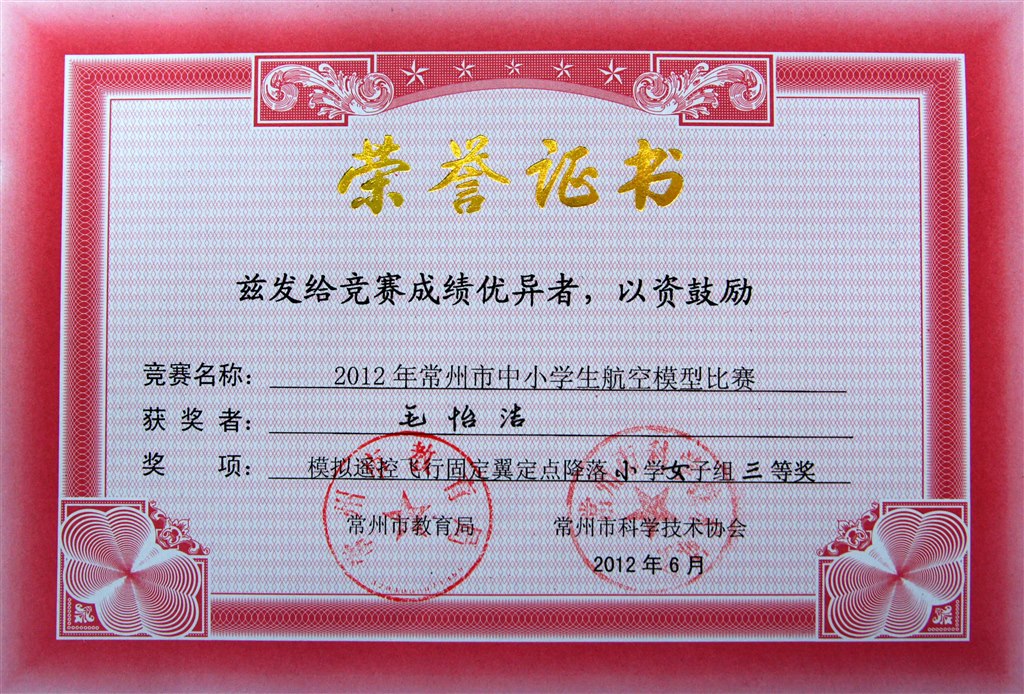 荣誉证书
兹发给竞赛成绩优异者，以资鼓励
竞赛名称： 2012年常州市中小学生航空模型比赛
获奖者： 毛怡洁
奖项： 模拟遥控飞行固定翼定点降落小学女子组三等奖
常州市教育局 常州市科学技术协会
2012年6月